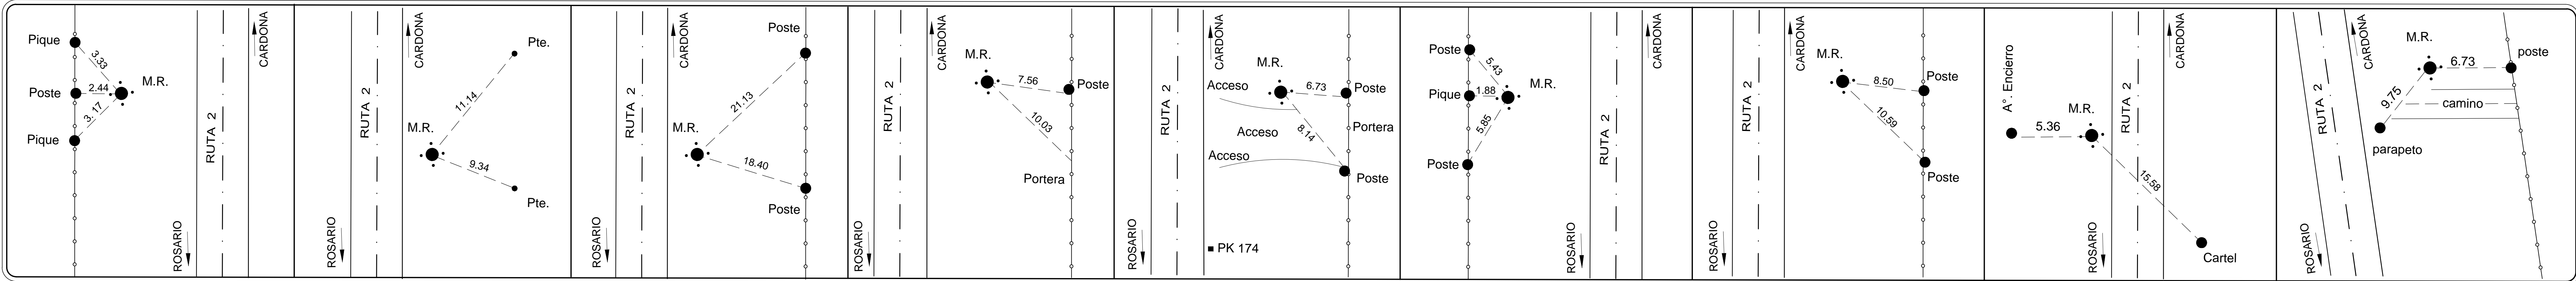 Pique
3.33
M.R.
Poste
2.44
3.17
Pique
RUTA 2
CARDONA
ROSARIO
CARDONA
Pte.
11.14
RUTA 2
M.R.
9.34
Pte.
ROSARIO
CARDONA
Poste
21.13
RUTA 2
M.R.
18.40
Poste
ROSARIO
CARDONA
M.R.
7.56
Poste
RUTA 2
10.03
Portera
ROSARIO
CARDONA
M.R.
Acceso
6.73
Poste
RUTA 2
Acceso
8.14
Portera
Acceso
Poste
ROSARIO
PK 174
Poste
5.43
M.R.
Pique
1.88
5.85
Poste
RUTA 2
CARDONA
ROSARIO
CARDONA
M.R.
8.50
Poste
RUTA 2
10.59
Poste
ROSARIO
CARDONA
A°. Encierro
M.R.
RUTA 2
5.36
15.58
ROSARIO
Cartel
CARDONA
M.R.
poste
6.73
RUTA 2
9.75
camino
parapeto
ROSARIO